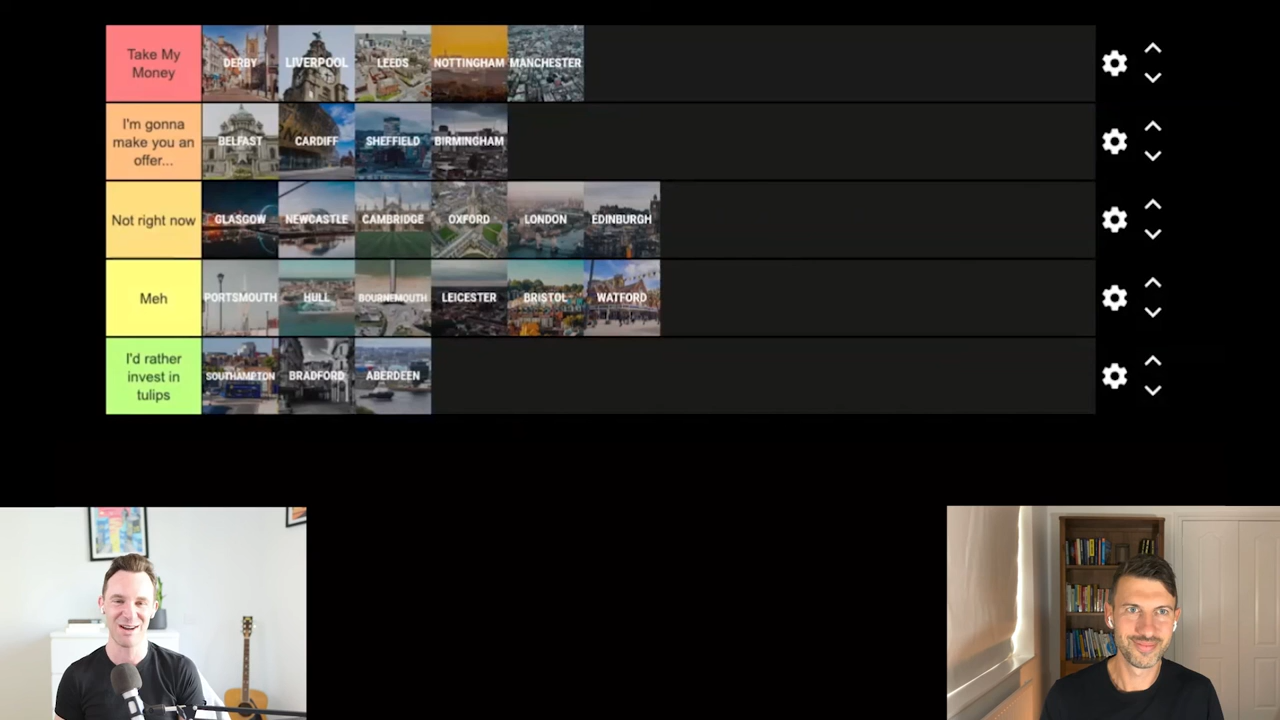 Take My
Money
DERBY
LIVERPOOL
LEEDS
NOTTINGHAM
MANCHESTER
I'm gonna
make you an
offer...
BELFAST
CARDIFF
SHEFFIELD
BIRMINGHAM
Not right now
GLASGOW
NEWCASTLE
CAMBRIDGE
OXFORD
LONDON
EDINBURGH
Meh
PORTSMOUTH
HULL
BOURNEMOUTH
LEICESTER
BRISTOL
WATFORD
I'd rather
invest in
tulips
SOUTHAMPTON
BRADFORD
ABERDEEN